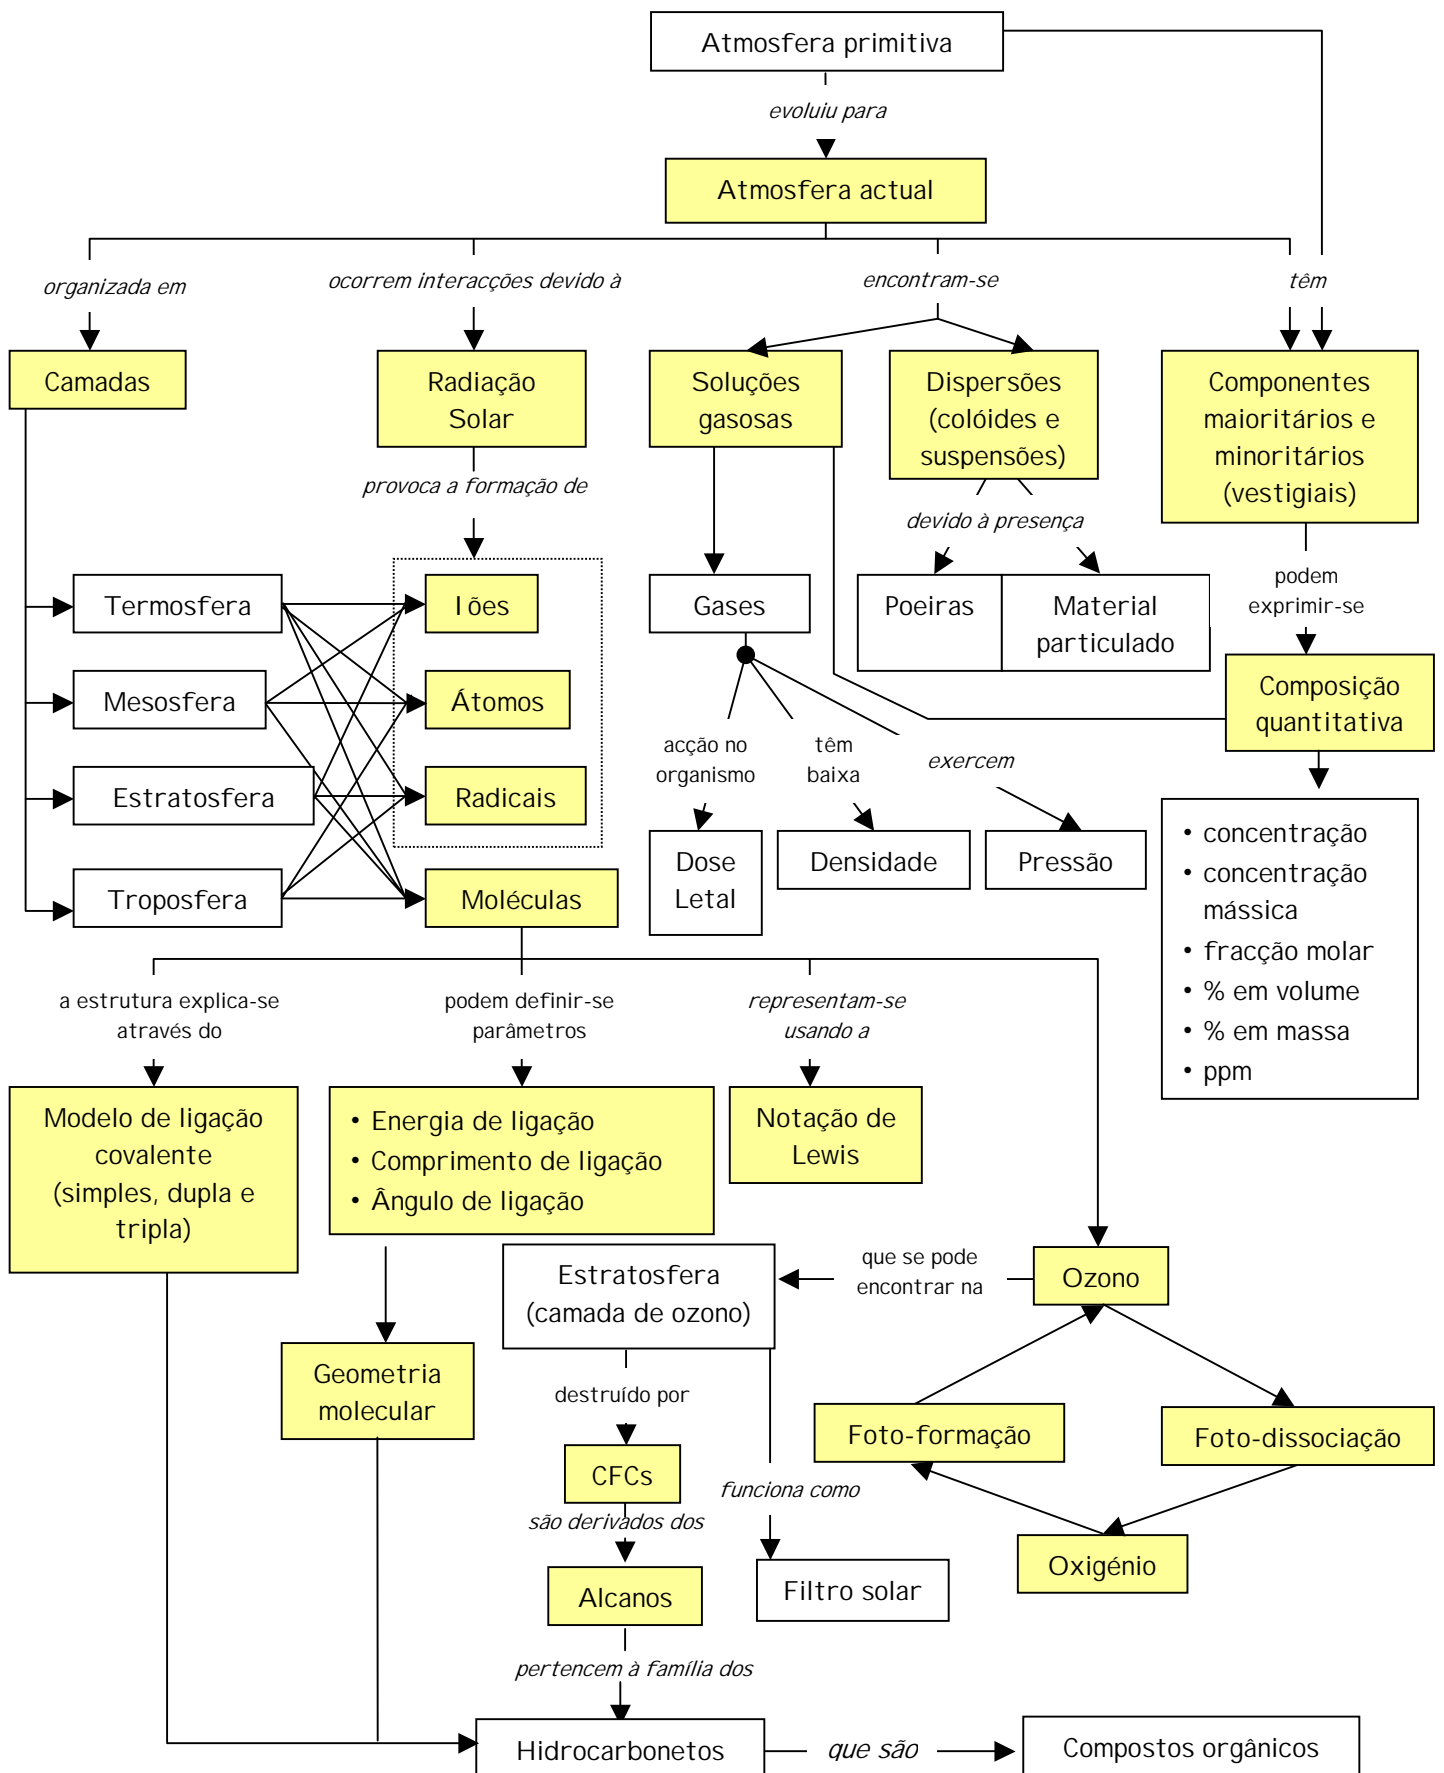 Atmosfera primitiva
evoluiu para
Atmosfera actual
organizada em
ocorrem interacções devido à
encontram-se
têm
Camadas
Radiação
Solar
Soluções
gasosas
Dispersões
(colóides e
suspensões)
Componentes
maioritários e
minoritários
(vestigiais)
provoca a formação de
devido à presença
podem
exprimir-se
Termosfera
Iões
Gases
Poeiras
Material
particulado
Mesosfera
Átomos
Composição
quantitativa
acção no
organismo
têm
baixa
exercem
Estratosfera
Radicais
Dose
Letal
Densidade
Pressão
• concentração
• concentração
mássica
• fracção molar
• % em volume
• % em massa
• ppm
Troposfera
Moléculas
a estrutura explica-se
através do
podem definir-se
parâmetros
representam-se
usando a
Modelo de ligação
covalente
(simples, dupla e
tripla)
• Energia de ligação
• Comprimento de ligação
• Ângulo de ligação
Notação de
Lewis
Estratosfera
(camada de ozono)
que se pode
encontrar na
Ozono
Geometria
molecular
destruído por
Foto-formação
Foto-dissociação
CFCs
funciona como
são derivados dos
Oxigénio
Alcanos
Filtro solar
pertencem à família dos
Hidrocarbonetos
que são
Compostos orgânicos